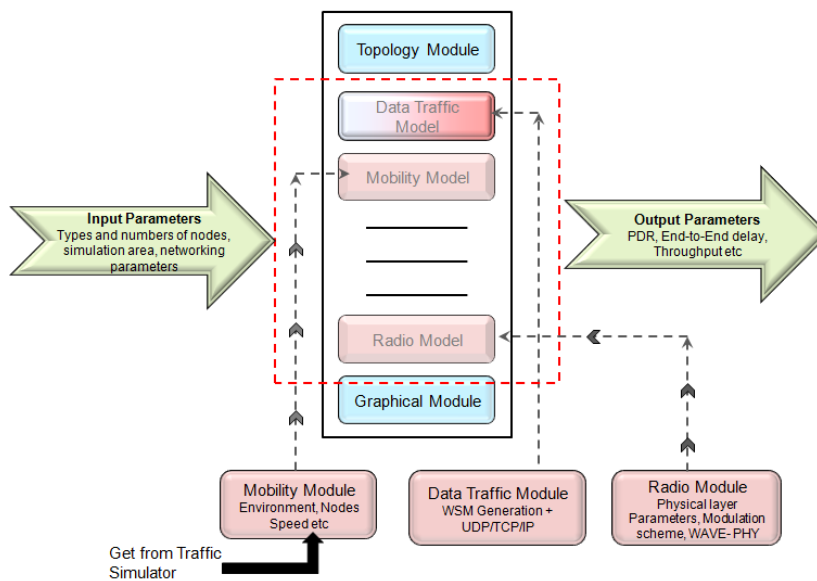 Topology Module
Data Traffic
Model
Mobility Model
Input Parameters
Types and numbers of nodes,
simulation area, networking
parameters
Output Parameters
PDR, End-to-End delay,
Throughput etc
Radio Model
Graphical Module
Mobility Module
Environment, Nodes
Speed etc
Data Traffic Module
WSM Generation +
UDP/TCP/IP
Radio Module
Physical layer
Parameters, Modulation
scheme, WAVE- PHY
Get from Traffic
Simulator